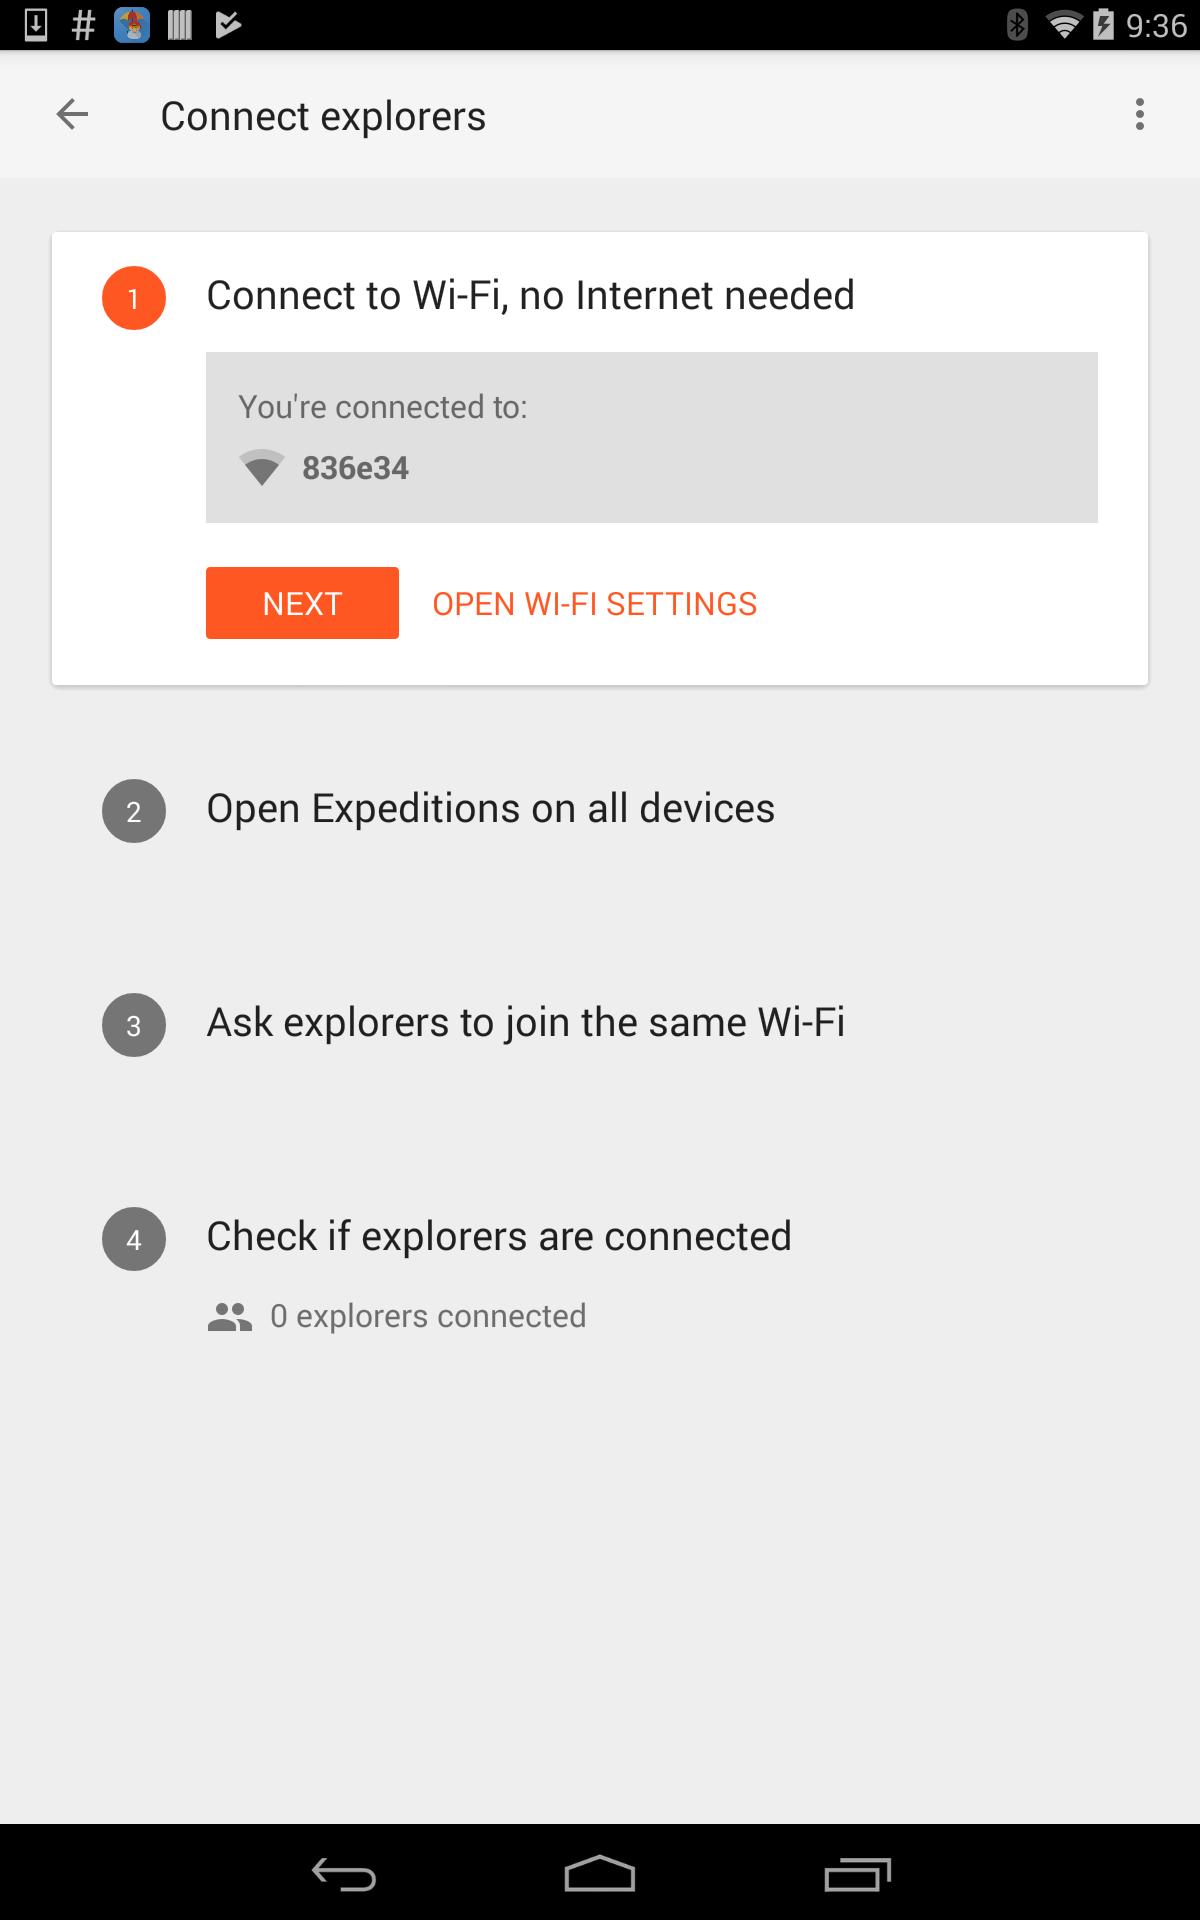 9:36
Connect explorers
1
Connect to Wi-Fi, no Internet needed
You're connected to:
836e34
NEXT
OPEN WI-FI SETTINGS
2
Open Expeditions on all devices
3
Ask explorers to join the same Wi-Fi
4
Check if explorers are connected
0 explorers connected